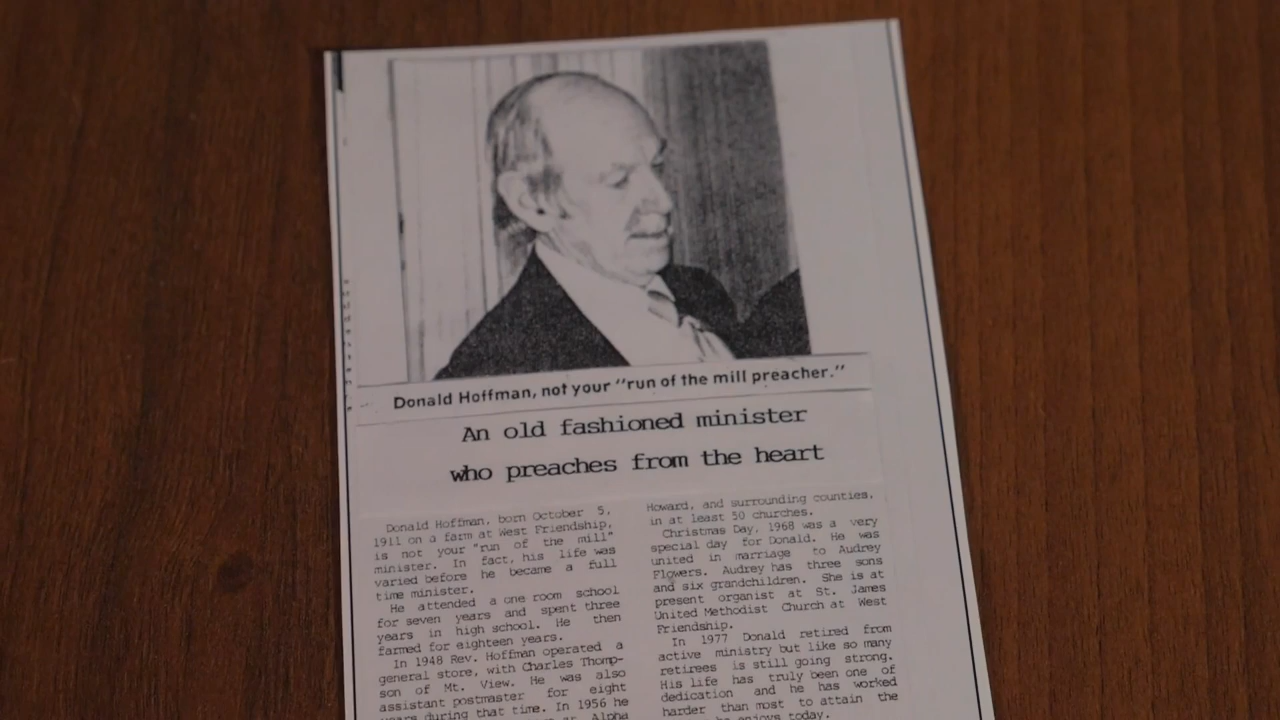 Donald Hoffman, not your "run of the mill preacher."
An old fashioned minister
who preaches from the heart
Donald Hoffman, born October 5,
1911 on a farm at West Friendship,
is not your "run of the mill"
minister. In fact, his life was
varied before he became a full
time minister.
He attended a one room school
for seven years and spent three
years in high school. He then
farmed for eighteen years.
In 1948 Rev. Hoffman operated a
general store, with Charles Thomp-
son of Mt. View. He was also
assistant postmaster for eight
years during that time. In 1956 he
Alpha
Howard, and surrounding counties,
in at least 50 churches.
Christmas Day, 1968 was a very
special day for Donald. He was
united in marriage to Audrey
Flowers. Audrey has three sons
and six grandchildren. She is at
present organist at St. James
United Methodist Church at West
Friendship.
In 1977 Donald retired from
active ministry but like so many
retirees is still going strong.
His life has truly been one of
dedication and he has worked
harder than most to attain the
he enjoys today.